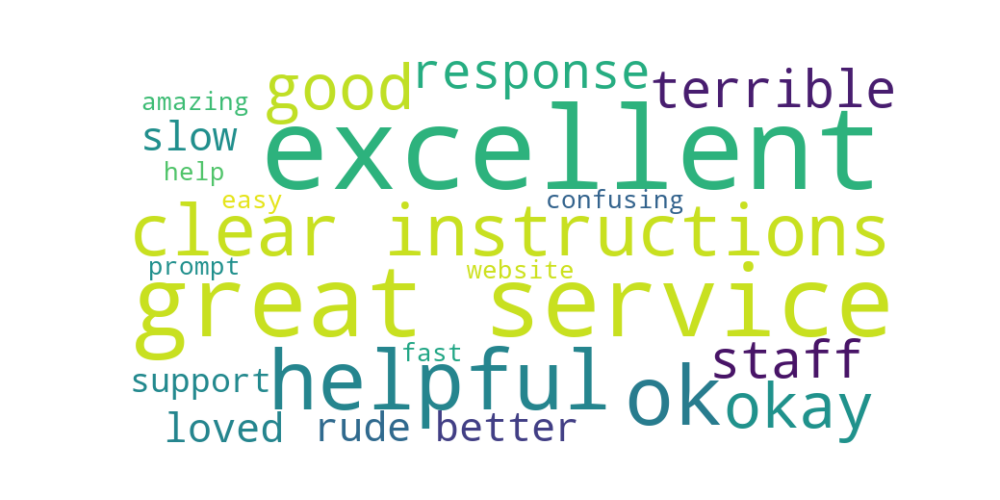 response
good
terrible
amazing
excellent
slow
help
easy
confusing
clear instructions
prompt
website
great service
fast
staff
support
helpful
ok
okay
loved
rude
better